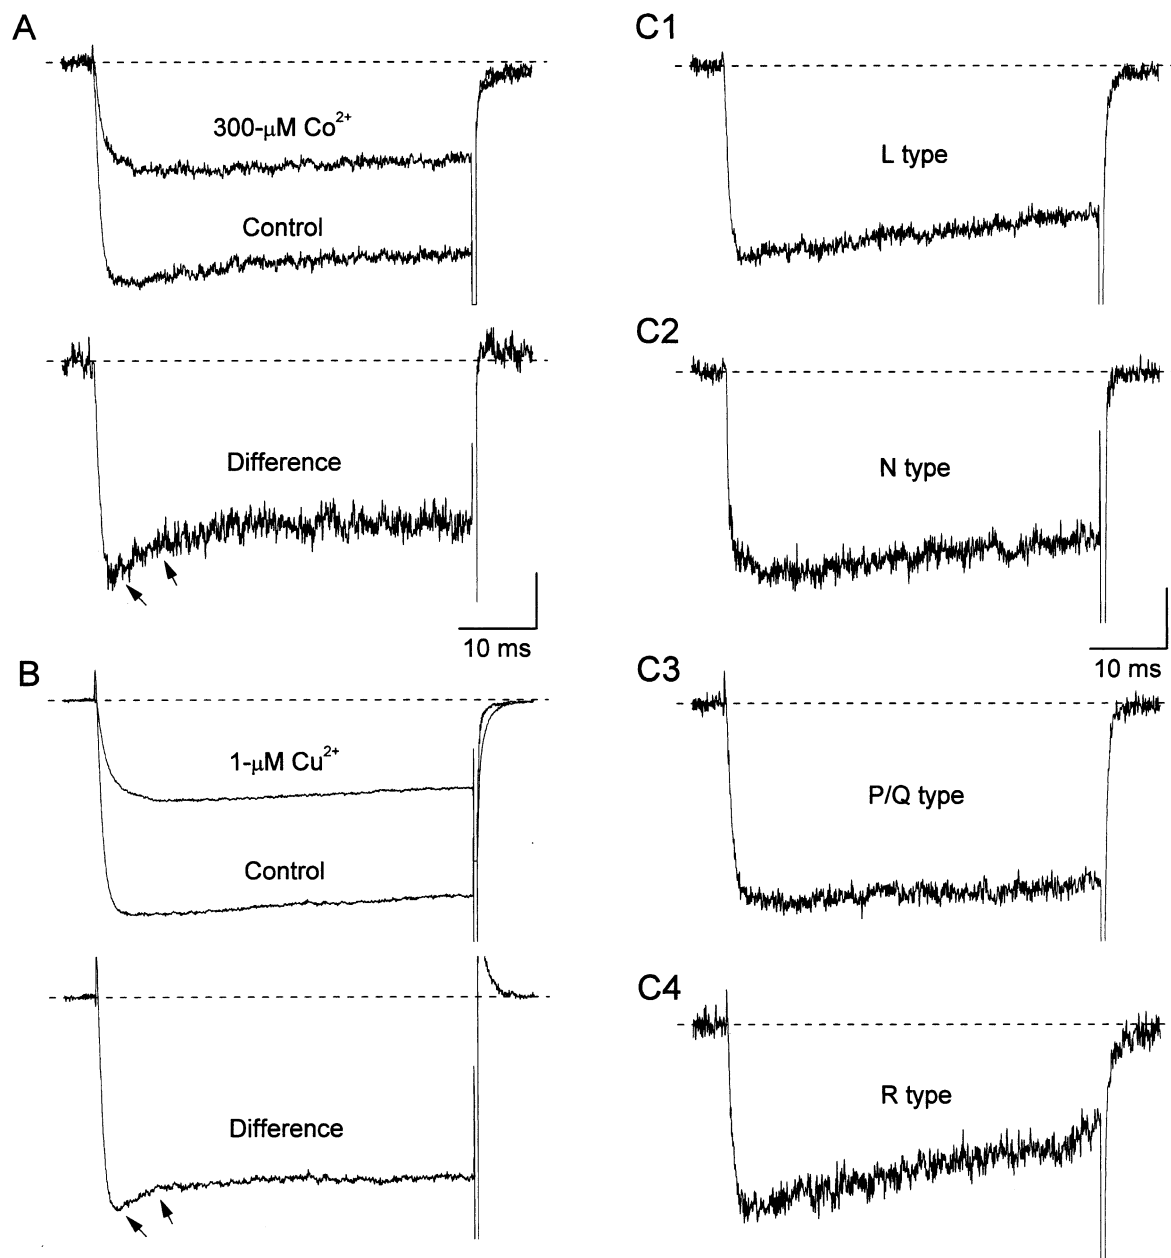 A
300-μM Co²⁺
Control
Difference
10 ms
B
1-μM Cu²⁺
Control
Difference
C1
L type
C2
N type
10 ms
C3
P/Q type
C4
R type